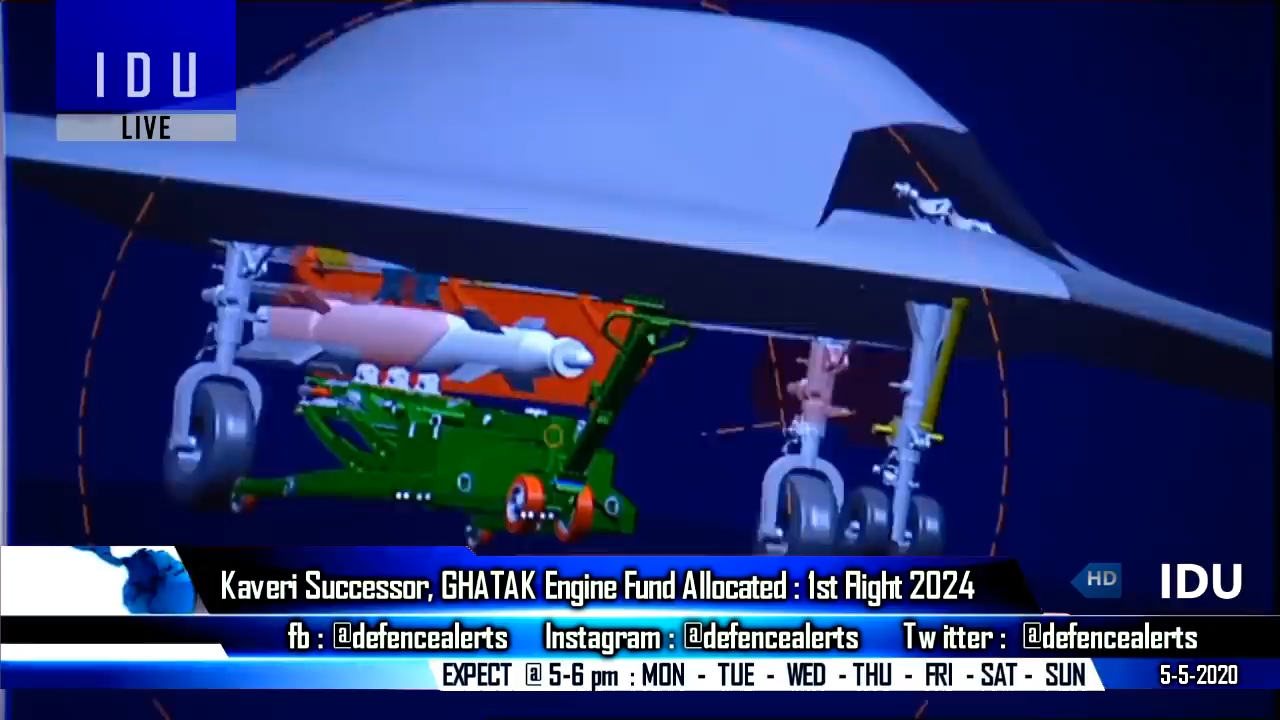 IDU
LIVE
Kaveri Successor, GHATAK Engine Fund Allocated : 1st Flight 2024
HD IDU
fb : @defencealerts Instagram : @defencealerts Twitter : @defencealerts
EXPECT @ 5-6 pm : MON - TUE - WED - THU - FRI - SAT - SUN 5-5-2020